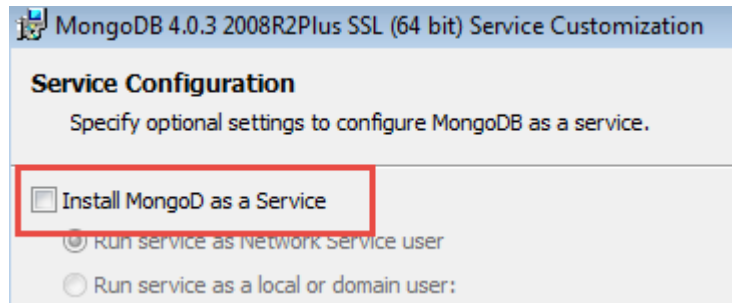 MongoDB 4.0.3 2008R2Plus SSL (64 bit) Service Customization
Service Configuration
Specify optional settings to configure MongoDB as a service.
Install MongoD as a Service
Run service as Network Service user
Run service as a local or domain user: